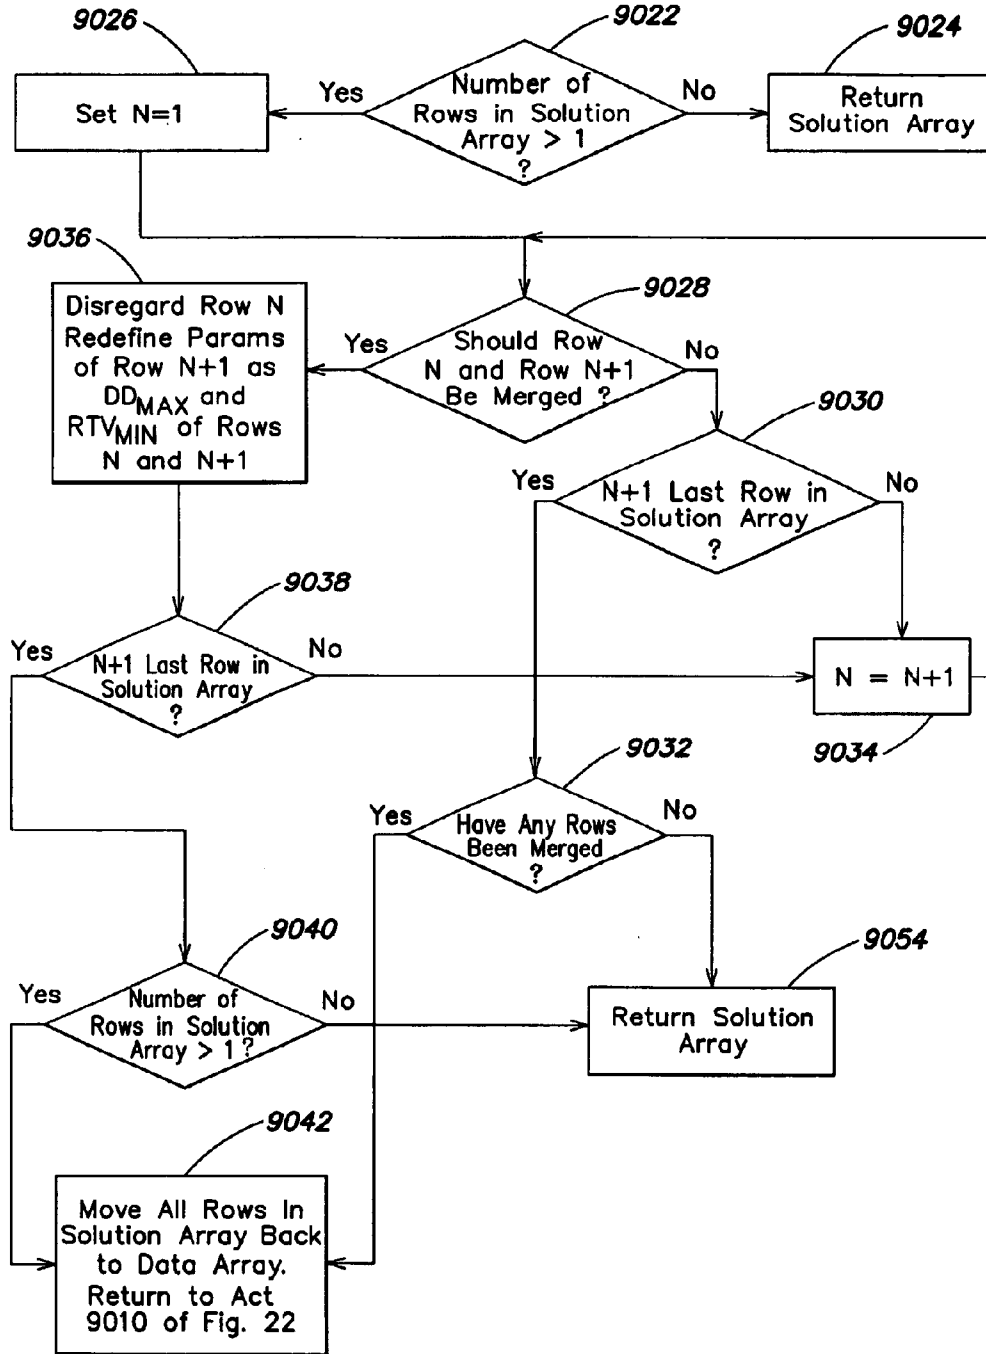 9026
9022
9024
Set N=1
Yes
Number of
Rows in Solution
Array > 1
?
No
Return
Solution Array
9036
Disregard Row N
Redefine Params
of Row N+1 as
DDMAX and
RTVMIN of Rows
N and N+1
Yes
9028
Should Row
N and Row N+1
Be Merged ?
No
9030
Yes
N+1 Last Row in
Solution Array
?
No
9038
Yes
N+1 Last Row in
Solution Array
?
No
N = N+1
9034
9032
Yes
Have Any Rows
Been Merged
?
No
9040
Yes
Number of
Rows in Solution
Array > 1?
No
9054
Return Solution
Array
9042
Move All Rows In
Solution Array Back
to Data Array.
Return to Act
9010 of Fig. 22